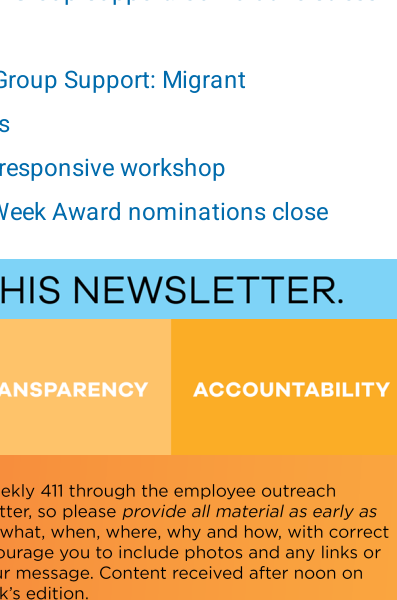 Group Support: Migrant
s
responsive workshop
Week Award nominations close
HIS NEWSLETTER.
ANSPARENCY
ACCOUNTABILITY
ekly 411 through the employee outreach
tter, so please provide all material as early as
what, when, where, why and how, with correct
ourage you to include photos and any links or
ur message. Content received after noon on
k's edition.